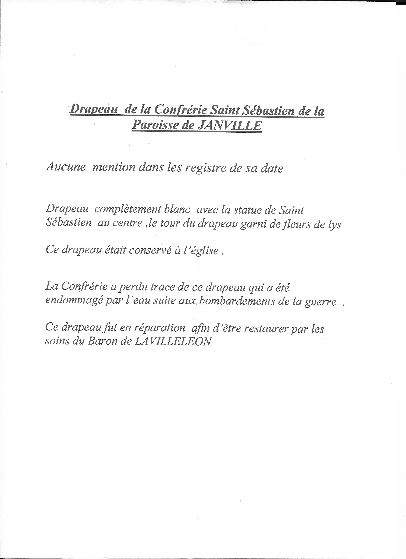 Drapeau de la Confrérie Saint Sébastien de la
Paroisse de JANVILLE
Aucune mention dans les registre de sa date
Drapeau complètement blanc avec la statue de Saint
Sébastien au centre ,le tour du drapeau garni de fleurs de lys
Ce drapeau était conservé à l'église .
La Confrérie a perdu trace de ce drapeau qui a été
endommagé par l'eau suite aux bombardements de la guerre .
Ce drapeau fut en réparation afin d'être restaurer par les
soins du Baron de LAVILLELEON